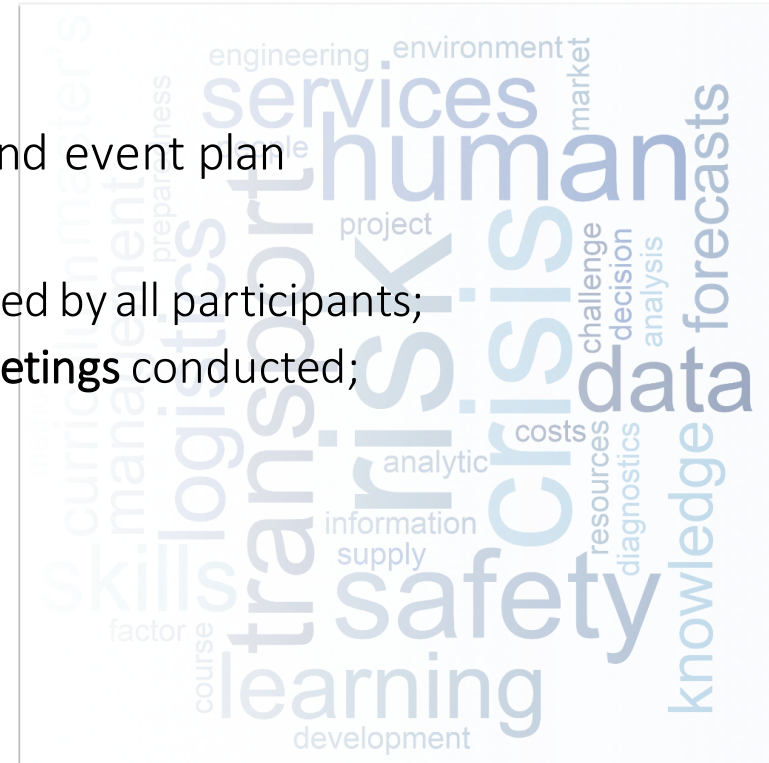 engineering environment market
services
nd event plan
people human
master's preparedness forecasts
project
transport
risk
crisis
challenge
decision
analysis
ed by all participants;
management logistics
etings conducted;
data
curriculum
costs
analytic
resources
diagnostics
knowledge
information
supply
skills
safety
factor
course
learning
development